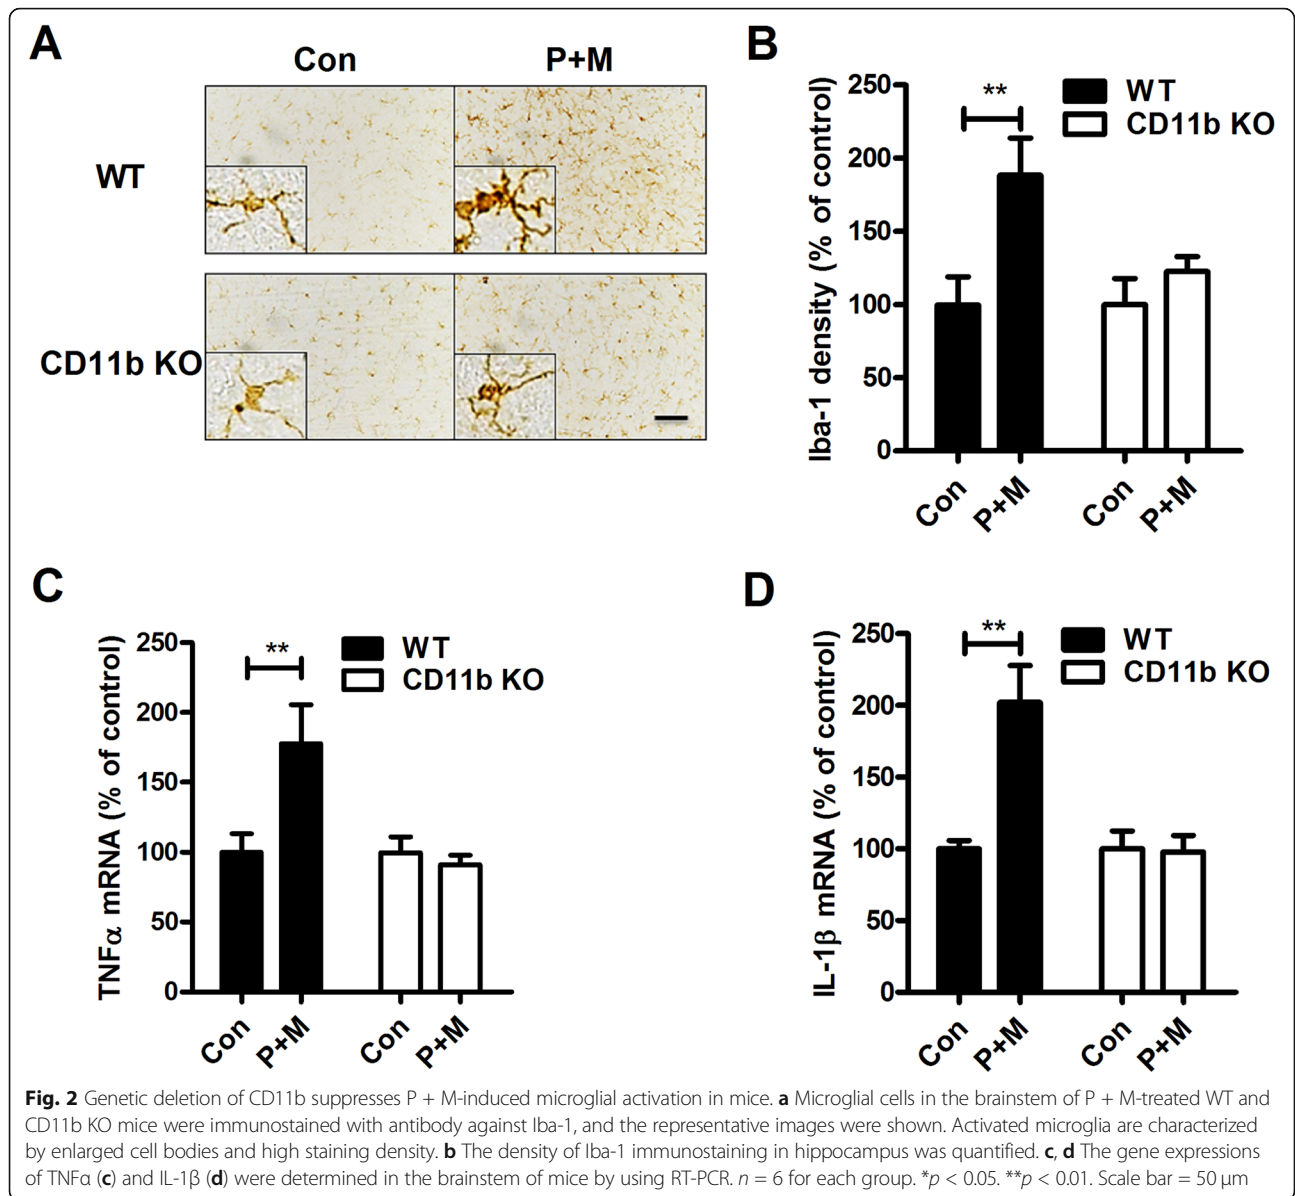 A
Con
P+M
WT
CD11b KO
B
Iba-1 density (% of control)
250
200
150
100
50
0
**
WT
CD11b KO
Con
P+M
Con
P+M
C
TNFα mRNA (% of control)
250
200
150
100
50
0
**
WT
CD11b KO
Con
P+M
Con
P+M
D
IL-1β mRNA (% of control)
250
200
150
100
50
0
**
WT
CD11b KO
Con
P+M
Con
P+M
Fig. 2 Genetic deletion of CD11b suppresses P + M-induced microglial activation in mice. a Microglial cells in the brainstem of P + M-treated WT and
CD11b KO mice were immunostained with antibody against Iba-1, and the representative images were shown. Activated microglia are characterized
by enlarged cell bodies and high staining density. b The density of Iba-1 immunostaining in hippocampus was quantified. c, d The gene expressions
of TNFα (c) and IL-1β (d) were determined in the brainstem of mice by using RT-PCR. n = 6 for each group. *p < 0.05. **p < 0.01. Scale bar = 50 μm